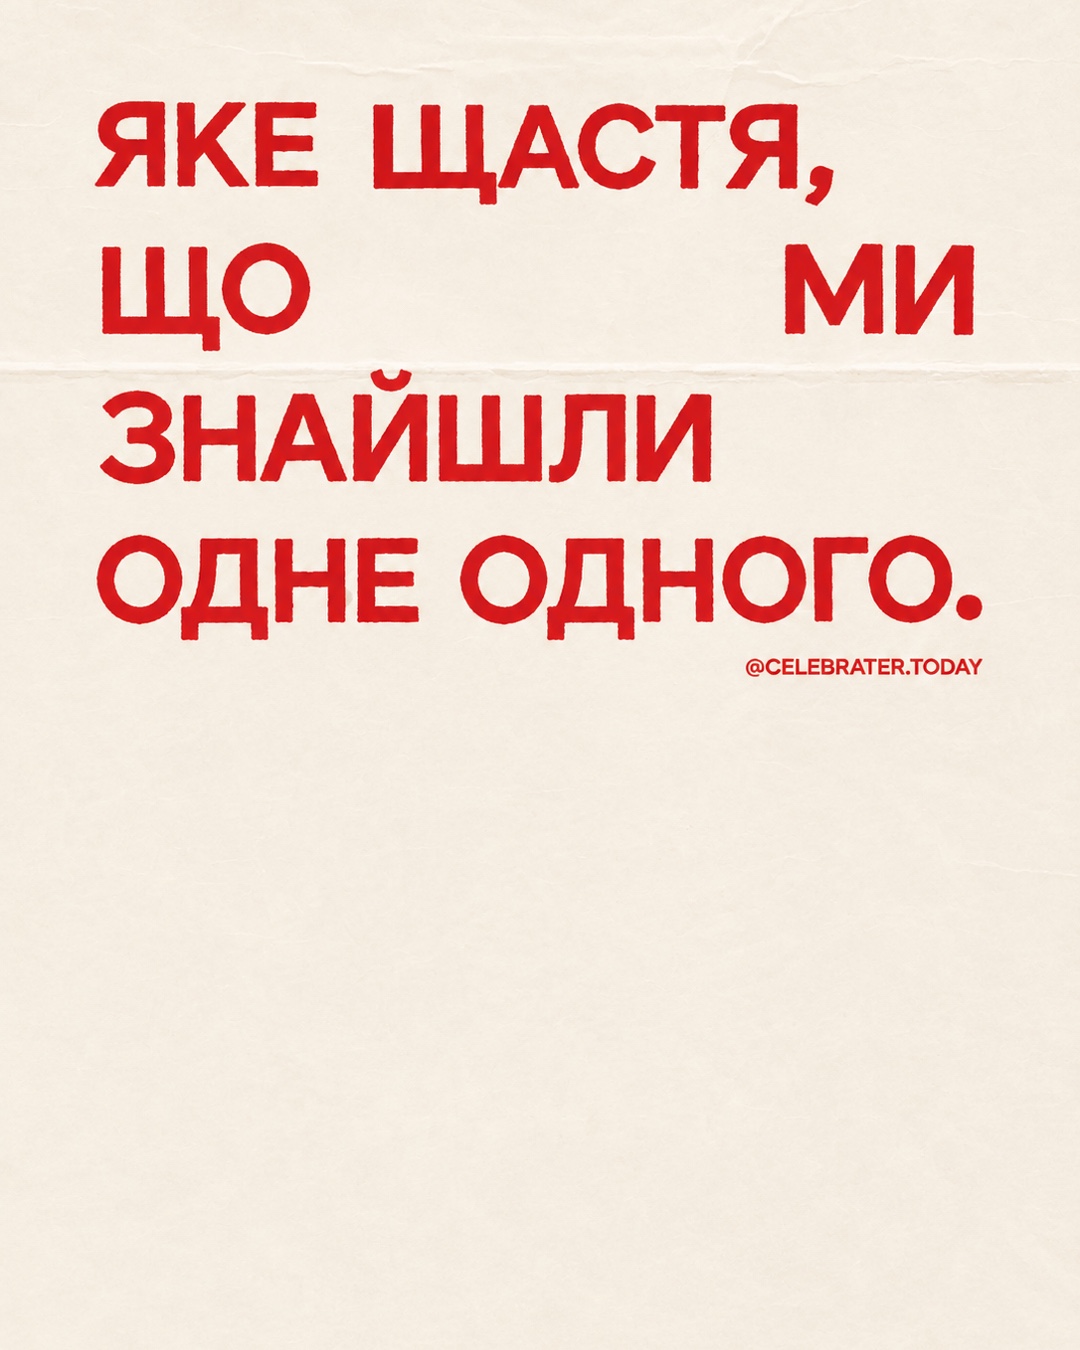 ЯКЕ ЩАСТЯ,
ЩО МИ
ЗНАЙШЛИ
ОДНЕ ОДНОГО.
@CELEBRATER.TODAY